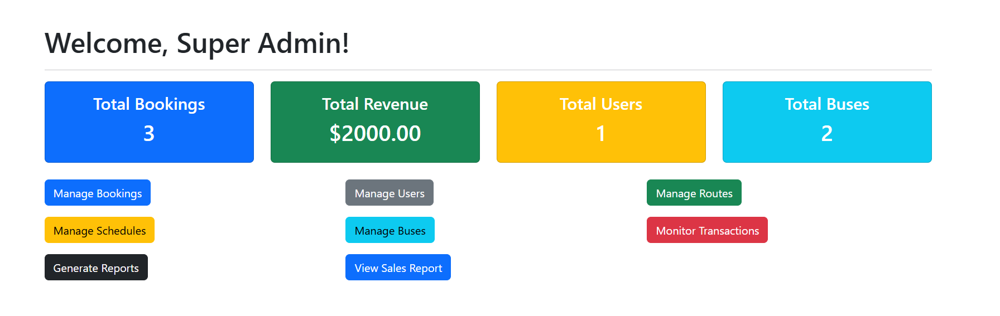 Welcome, Super Admin!
Total Bookings
3
Total Revenue
$2000.00
Total Users
1
Total Buses
2
Manage Bookings
Manage Users
Manage Routes
Manage Schedules
Manage Buses
Monitor Transactions
Generate Reports
View Sales Report